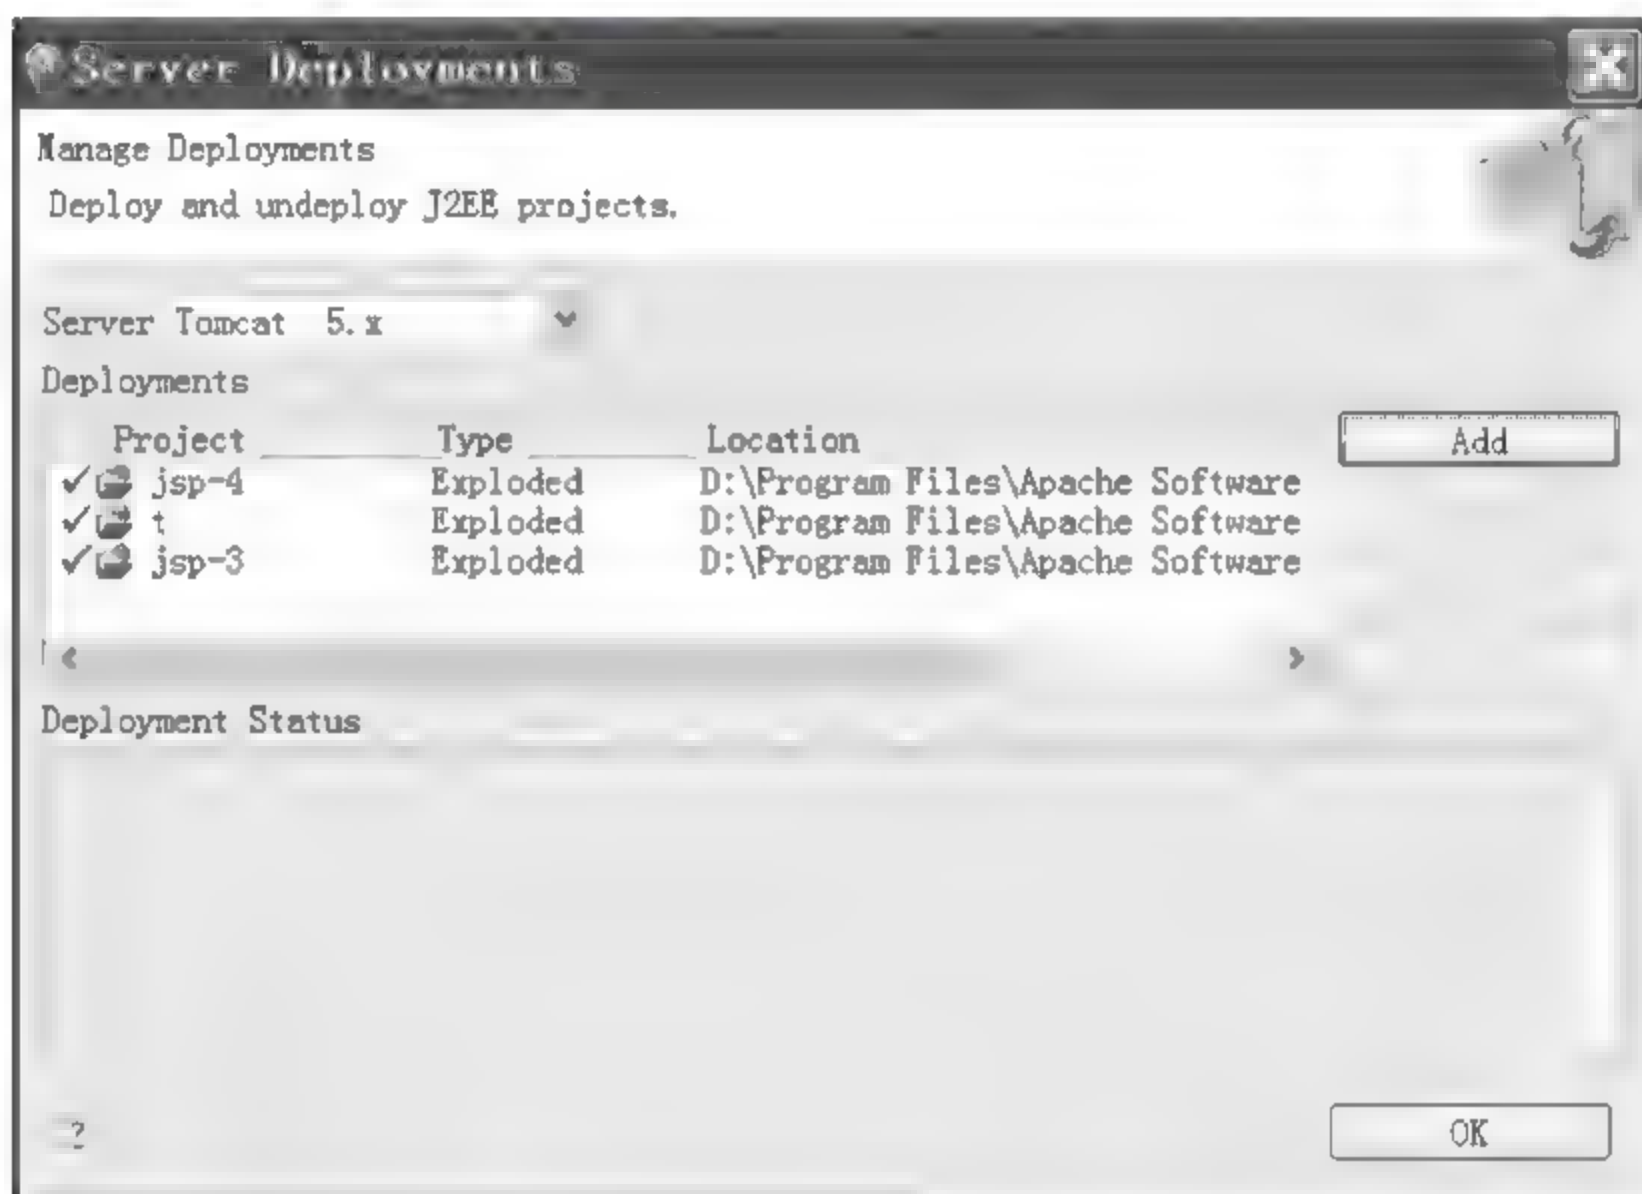 Server Deployments
Manage Deployments
Deploy and undeploy J2EE projects.
Server Tomcat 5.x
Deployments
Project Type Location
Add
jsp-4 Exploded D:\Program Files\Apache Software
t Exploded D:\Program Files\Apache Software
jsp-3 Exploded D:\Program Files\Apache Software
Deployment Status
?
OK